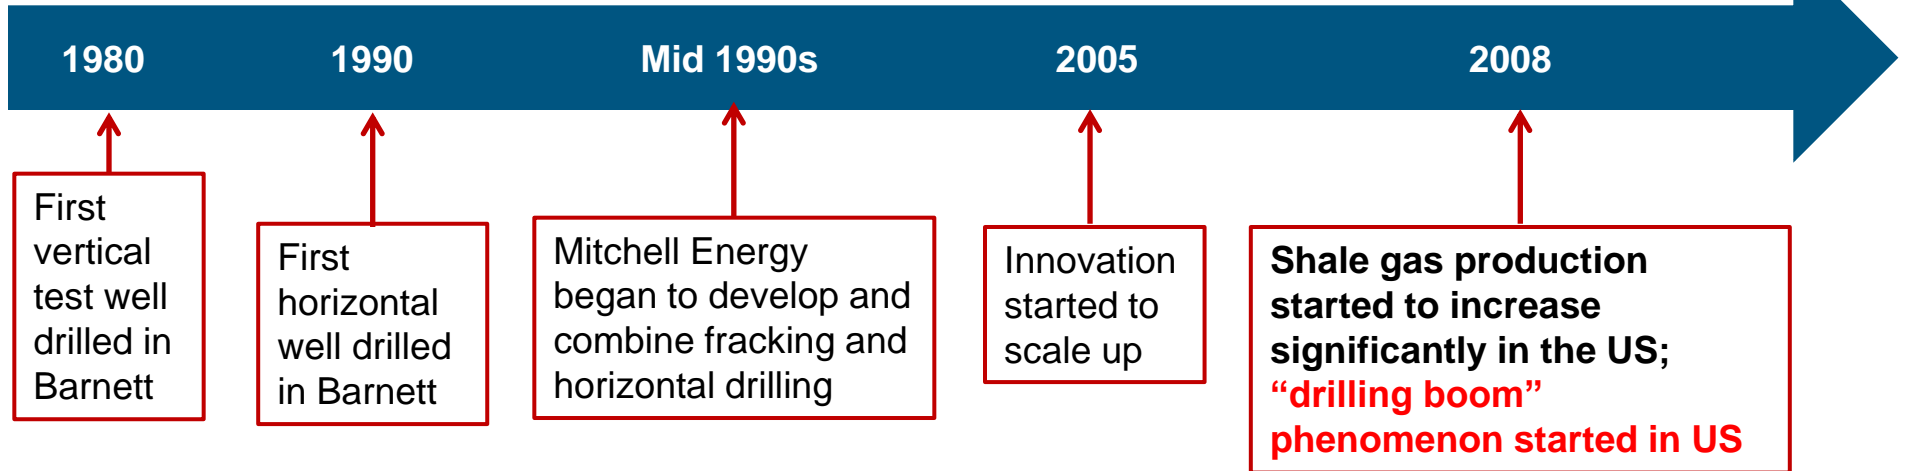 1980
1990
Mid 1990s
2005
2008
First
vertical
test well
drilled in
Barnett
First
horizontal
well drilled
in Barnett
Mitchell Energy
began to develop and
combine fracking and
horizontal drilling
Innovation
started to
scale up
Shale gas production
started to increase
significantly in the US;
“drilling boom”
phenomenon started in US